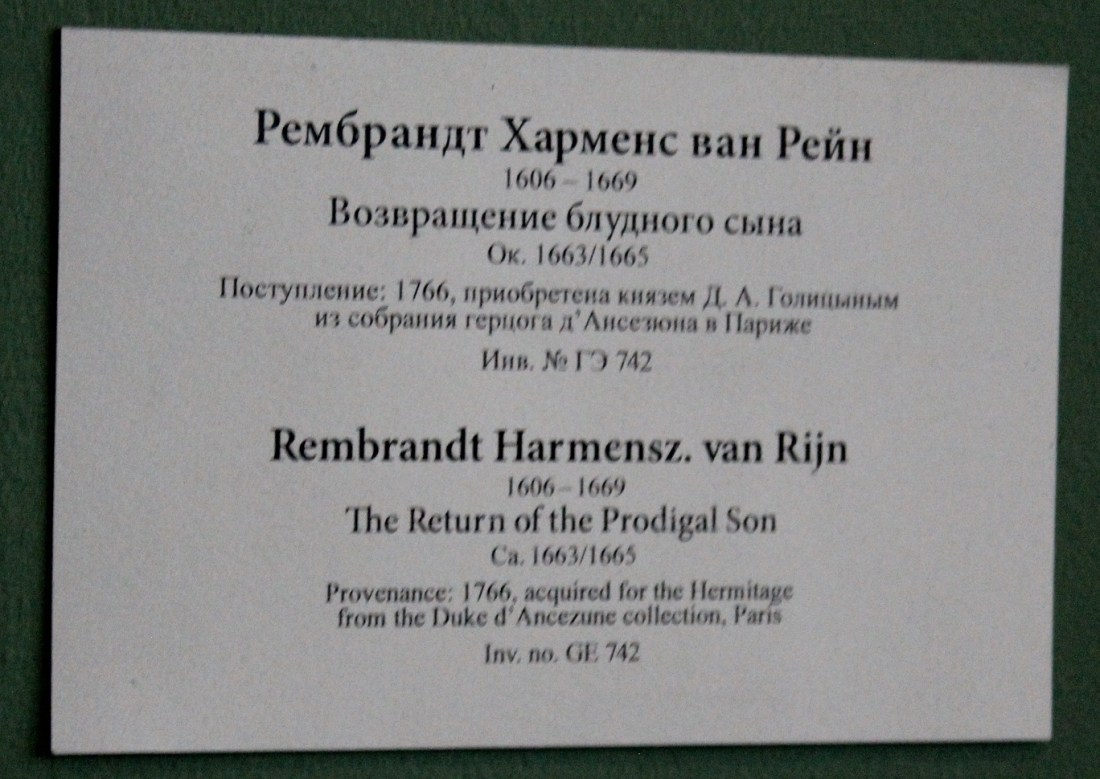 Рембрандт Харменс ван Рейн
1606 – 1669
Возвращение блудного сына
Ок. 1663/1665
Поступление: 1766, приобретена князем Д. А. Голицыным
из собрания герцога д’Ансезюна в Париже
Инв. № ГЭ 742
Rembrandt Harmensz. van Rijn
1606 – 1669
The Return of the Prodigal Son
Ca. 1663/1665
Provenance: 1766, acquired for the Hermitage
from the Duke d‘Ancezune collection, Paris
Inv. no. GE 742